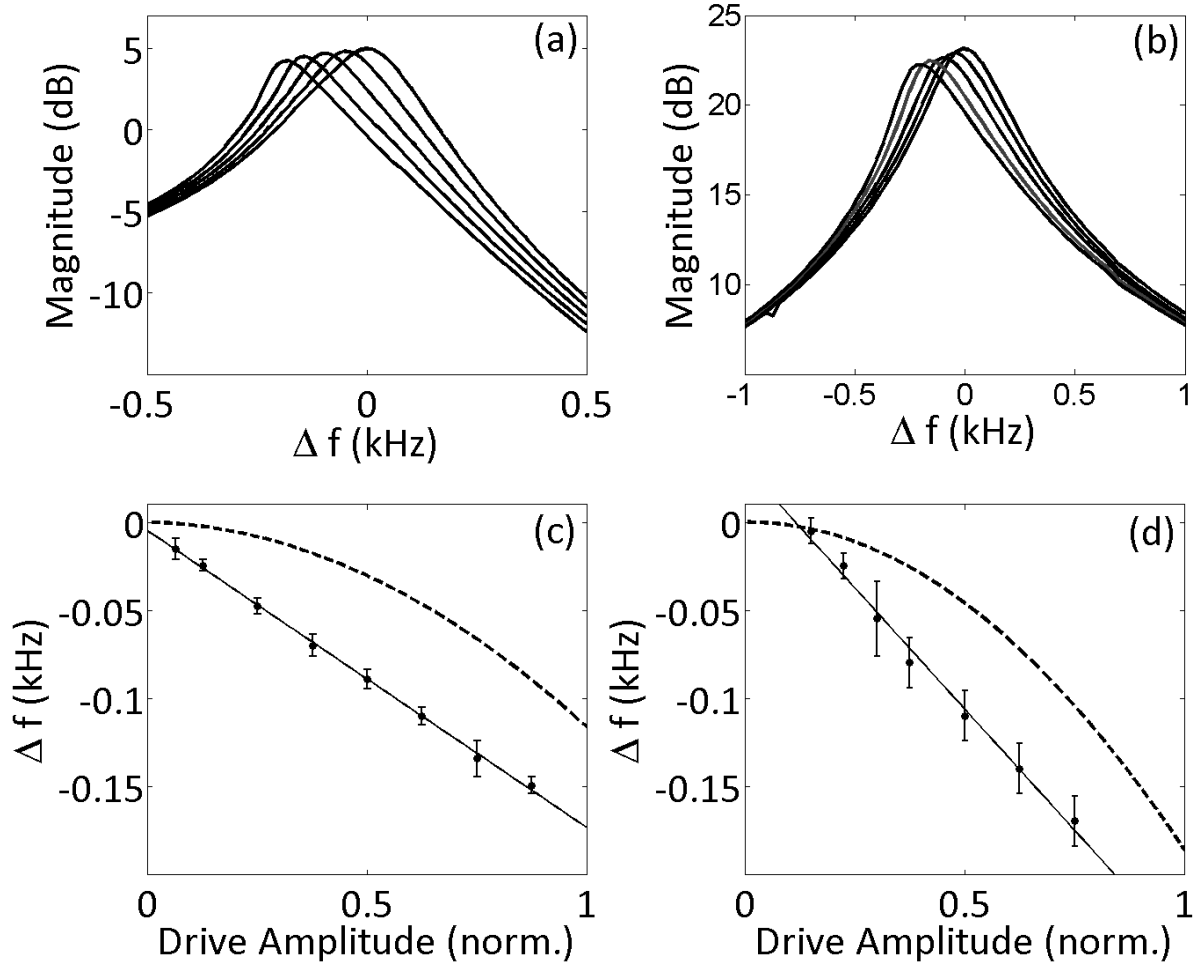 (a)
Magnitude (dB)
5
0
-5
-10
-0.5
0
0.5
Δ f (kHz)
(b)
Magnitude (dB)
25
20
15
10
-1
-0.5
0
0.5
1
Δ f (kHz)
(c)
Δ f (kHz)
0
-0.05
-0.1
-0.15
0
0.5
1
Drive Amplitude (norm.)
(d)
Δ f (kHz)
0
-0.05
-0.1
-0.15
0
0.5
1
Drive Amplitude (norm.)